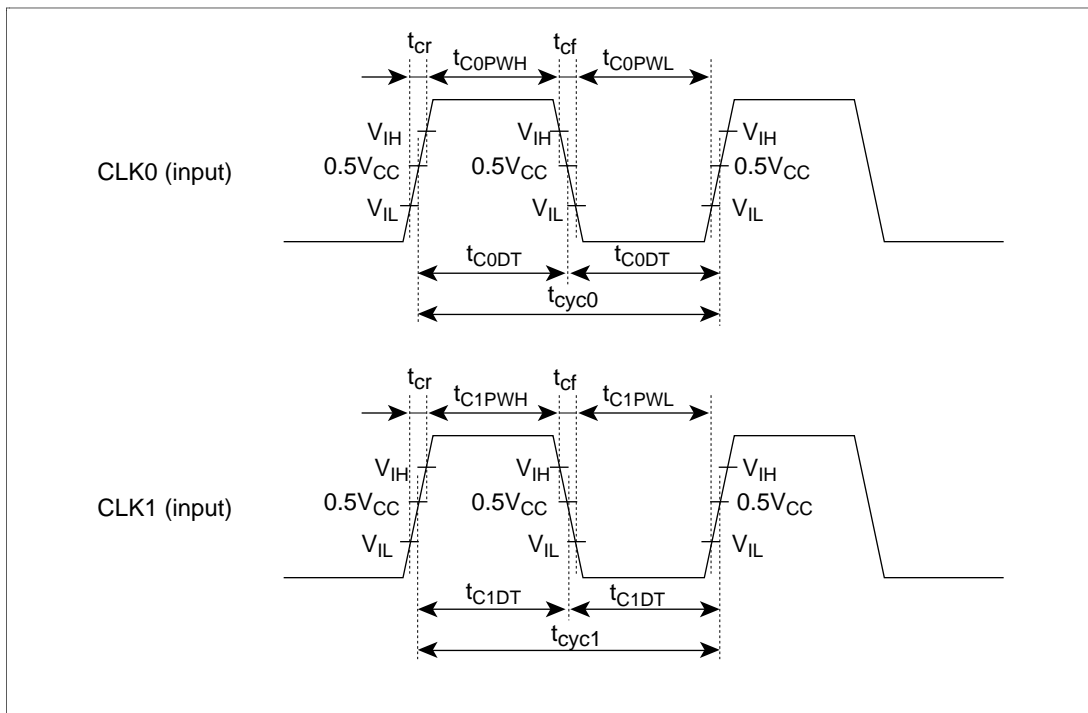 tcr tC0PWH tcf tC0PWL
VIH VIH VIH
CLK0 (input) 0.5VCC 0.5VCC 0.5VCC
VIL VIL VIL
tC0DT tC0DT
tcyc0
tcr tC1PWH tcf tC1PWL
VIH VIH VIH
CLK1 (input) 0.5VCC 0.5VCC 0.5VCC
VIL VIL VIL
tC1DT tC1DT
tcyc1